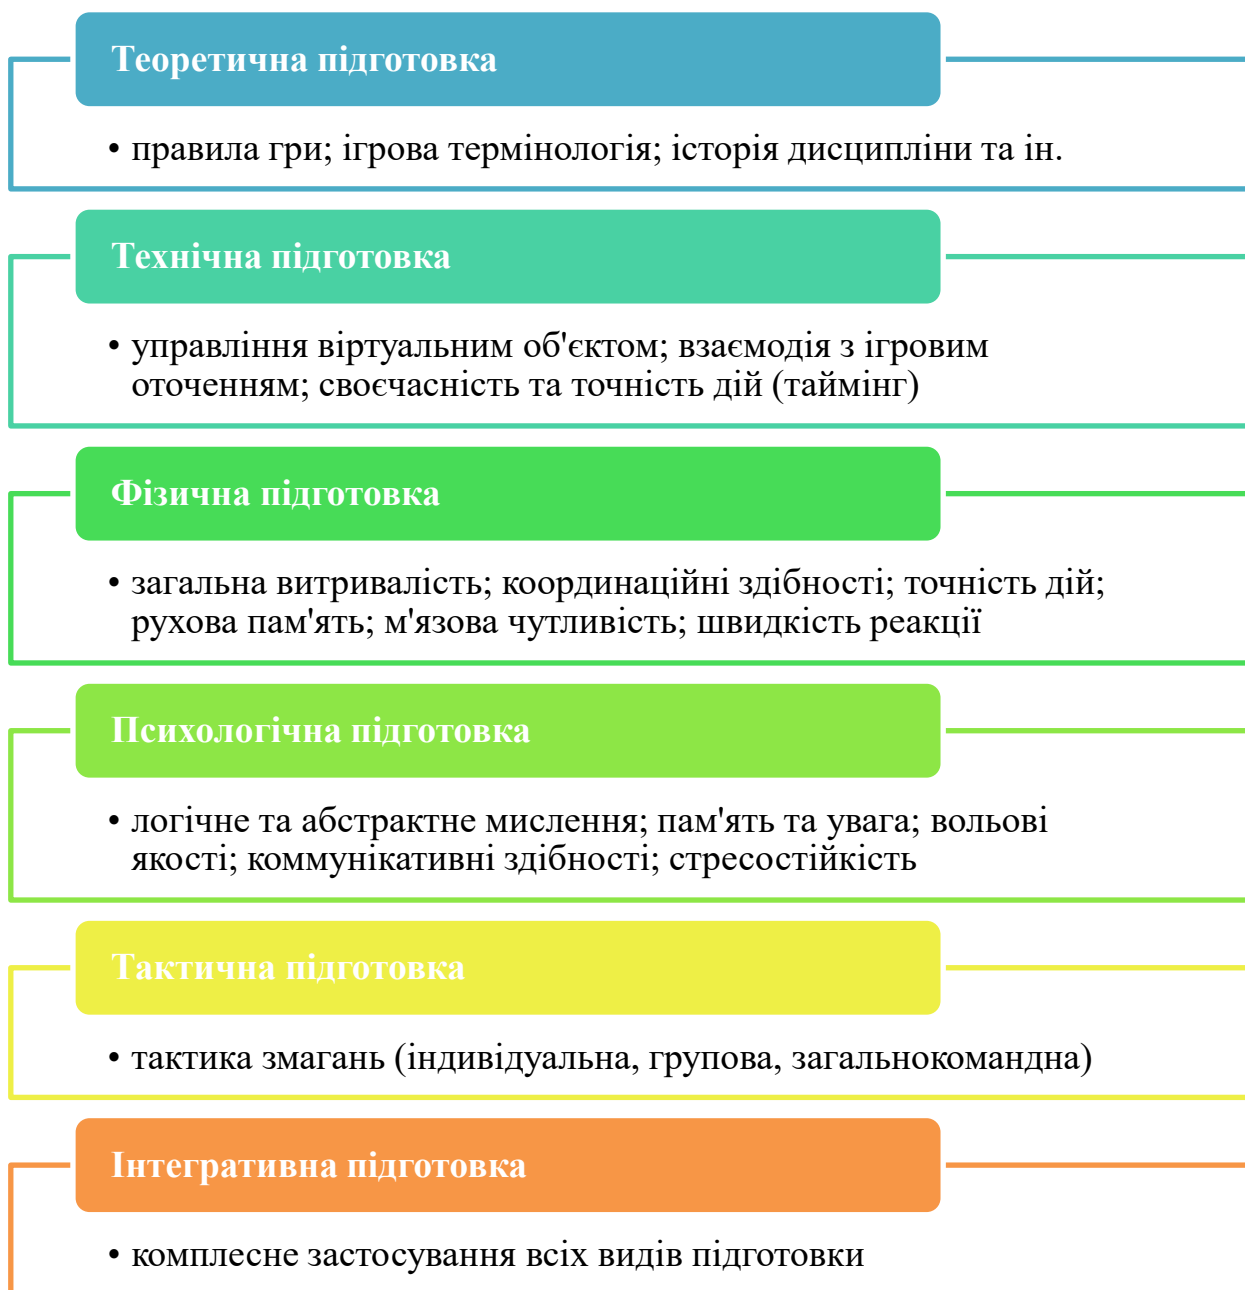 Теоретична підготовка
• правила гри; ігрова термінологія; історія дисципліни та ін.
Технічна підготовка
• управління віртуальним об'єктом; взаємодія з ігровим
оточенням; своєчасність та точність дій (таймінг)
Фізична підготовка
• загальна витривалість; координаційні здібності; точність дій;
рухова пам'ять; м'язова чутливість; швидкість реакції
Психологічна підготовка
• логічне та абстрактне мислення; пам'ять та увага; вольові
якості; коммунікативні здібності; стресостійкість
Тактична підготовка
• тактика змагань (індивідуальна, групова, загальнокомандна)
Інтегративна підготовка
• комплесне застосування всіх видів підготовки